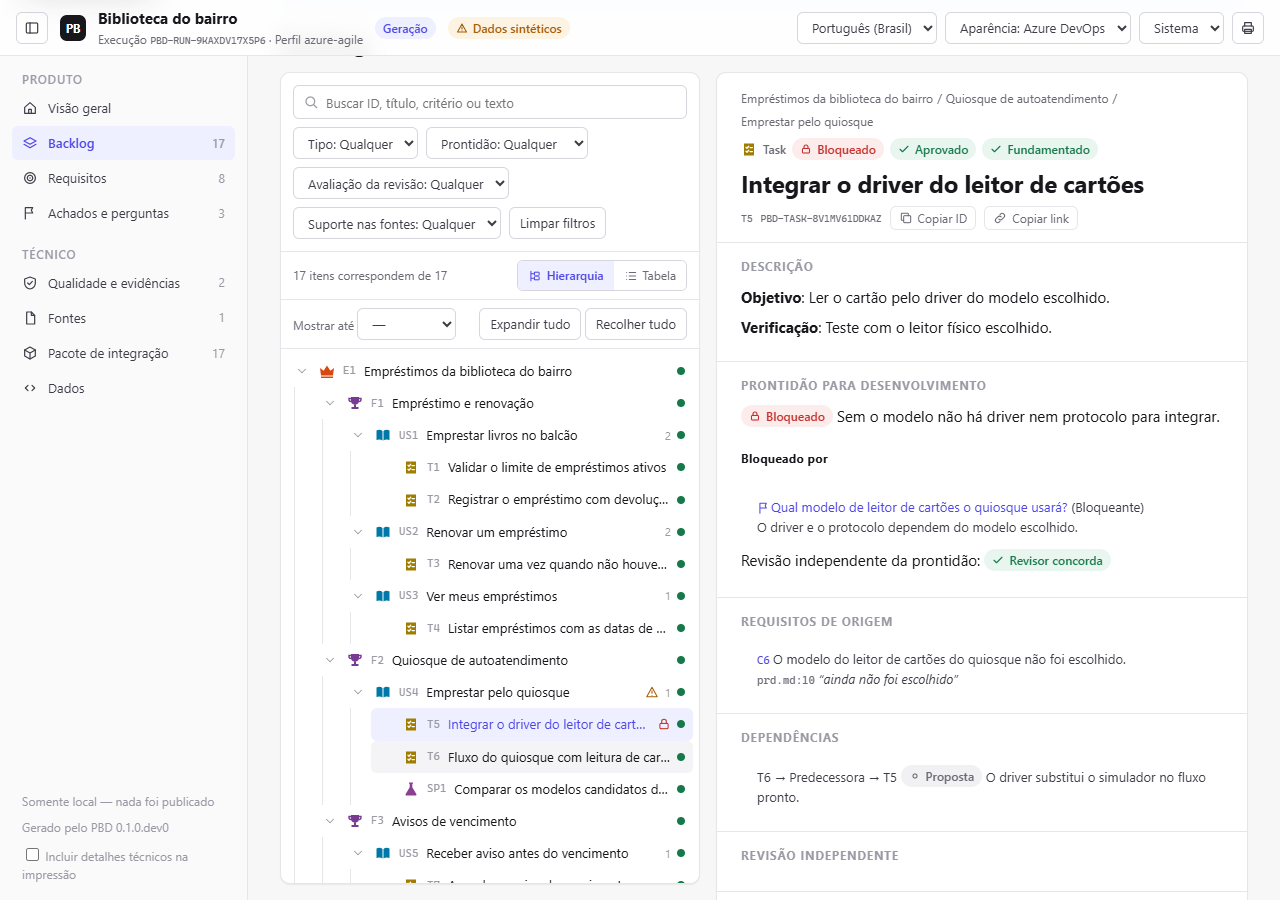 PB
Biblioteca do bairro
Execução PBD-RUN-9KAXDV17X5P6 · Perfil azure-agile
Geração
Dados sintéticos
Português (Brasil)
Aparência: Azure DevOps
Sistema
PRODUTO
Visão geral
Backlog 17
Requisitos 8
Achados e perguntas 3
TÉCNICO
Qualidade e evidências 2
Fontes 1
Pacote de integração 17
Dados
Somente local — nada foi publicado
Gerado pelo PBD 0.1.0.dev0
Incluir detalhes técnicos na
impressão
Buscar ID, título, critério ou texto
Tipo: Qualquer
Prontidão: Qualquer
Avaliação da revisão: Qualquer
Suporte nas fontes: Qualquer
Limpar filtros
17 itens correspondem de 17
Hierarquia
Tabela
Mostrar até
—
Expandir tudo
Recolher tudo
E1 Empréstimos da biblioteca do bairro
F1 Empréstimo e renovação
US1 Emprestar livros no balcão 2
T1 Validar o limite de empréstimos ativos
T2 Registrar o empréstimo com devoluç...
US2 Renovar um empréstimo 2
T3 Renovar uma vez quando não houve...
US3 Ver meus empréstimos 1
T4 Listar empréstimos com as datas de ...
F2 Quiosque de autoatendimento
US4 Emprestar pelo quiosque 1
T5 Integrar o driver do leitor de cart...
T6 Fluxo do quiosque com leitura de car...
SP1 Comparar os modelos candidatos d...
F3 Avisos de vencimento
US5 Receber aviso antes do vencimento 1
Empréstimos da biblioteca do bairro / Quiosque de autoatendimento /
Emprestar pelo quiosque
Task
Bloqueado
Aprovado
Fundamentado
Integrar o driver do leitor de cartões
T5 PBD-TASK-8V1MV61DDKAZ
Copiar ID
Copiar link
DESCRIÇÃO
Objetivo: Ler o cartão pelo driver do modelo escolhido.
Verificação: Teste com o leitor físico escolhido.
PRONTIDÃO PARA DESENVOLVIMENTO
Bloqueado Sem o modelo não há driver nem protocolo para integrar.
Bloqueado por
Qual modelo de leitor de cartões o quiosque usará? (Bloqueante)
O driver e o protocolo dependem do modelo escolhido.
Revisão independente da prontidão: Revisor concorda
REQUISITOS DE ORIGEM
C6 O modelo do leitor de cartões do quiosque não foi escolhido.
prd.md:10 “ainda não foi escolhido”
DEPENDÊNCIAS
T6 → Predecessora → T5 Proposta O driver substitui o simulador no fluxo
pronto.
REVISÃO INDEPENDENTE